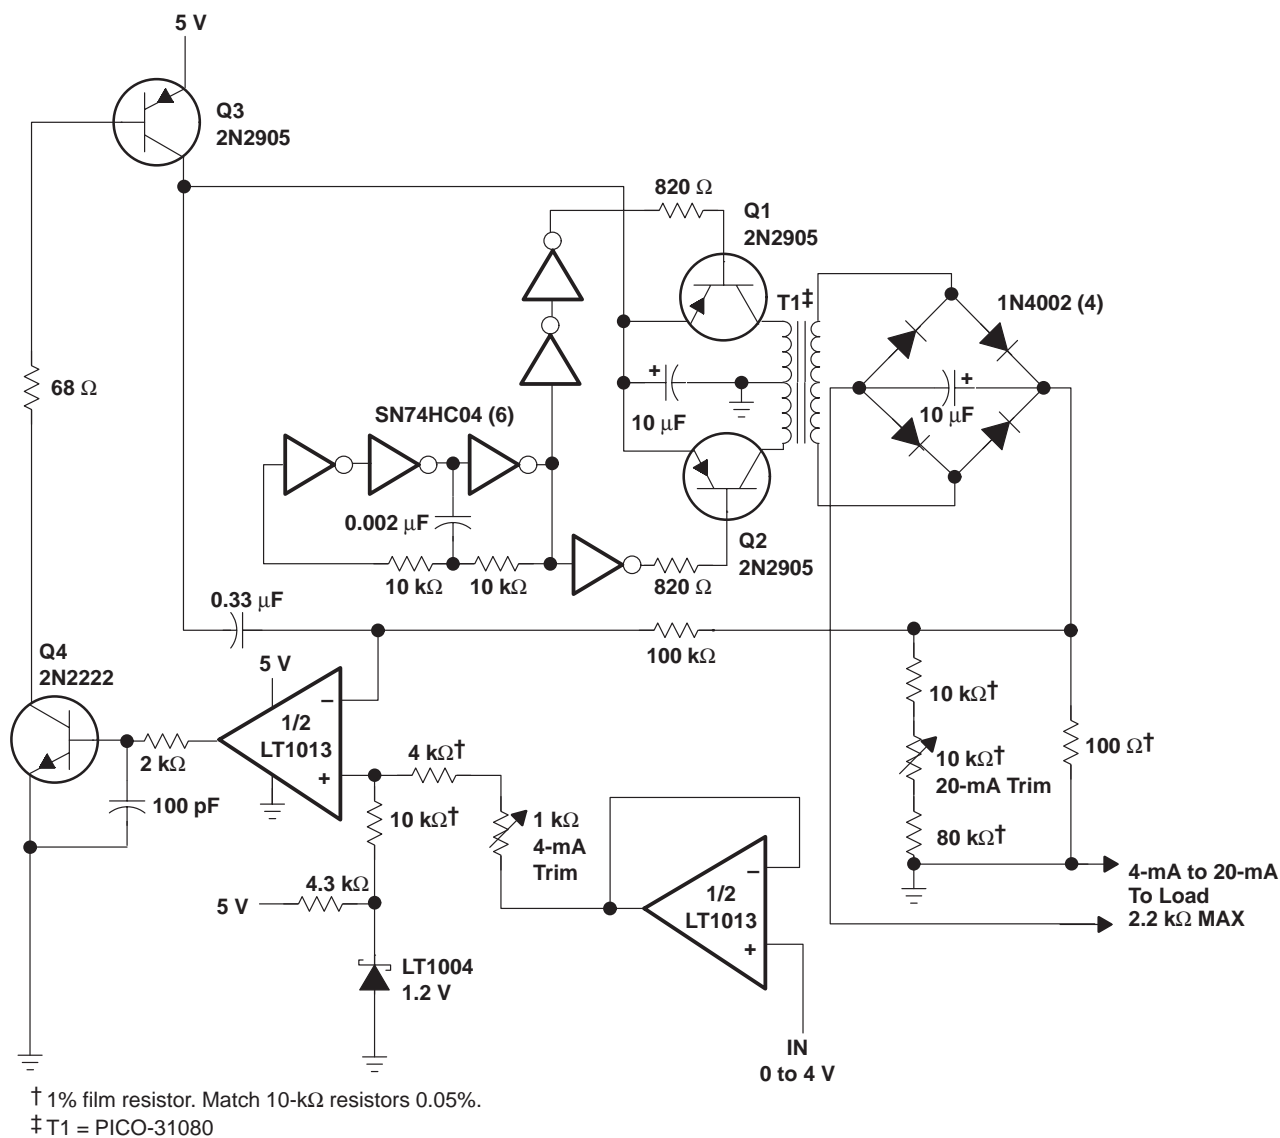 5 V
Q3
2N2905
820 Ω
Q1
2N2905
T1‡
1N4002 (4)
68 Ω
+
10 μF
+
10 μF
SN74HC04 (6)
0.002 μF
10 kΩ
10 kΩ
820 Ω
Q2
2N2905
0.33 μF
100 kΩ
Q4
2N2222
5 V
−
1/2
LT1013
+
2 kΩ
100 pF
4 kΩ†
10 kΩ†
1 kΩ
4-mA
Trim
10 kΩ†
10 kΩ†
20-mA Trim
80 kΩ†
100 Ω†
4.3 kΩ
5 V
−
1/2
LT1013
+
4-mA to 20-mA
To Load
2.2 kΩ MAX
LT1004
1.2 V
IN
0 to 4 V
† 1% film resistor. Match 10-kΩ resistors 0.05%.
‡ T1 = PICO-31080